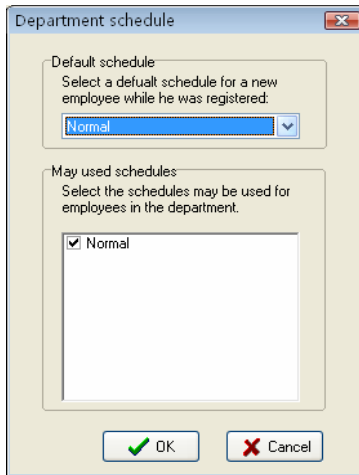 Department schedule
Default schedule
Select a defualt schedule for a new
employee while he was registered:
Normal
May used schedules
Select the schedules may be used for
employees in the department.
Normal
OK
Cancel